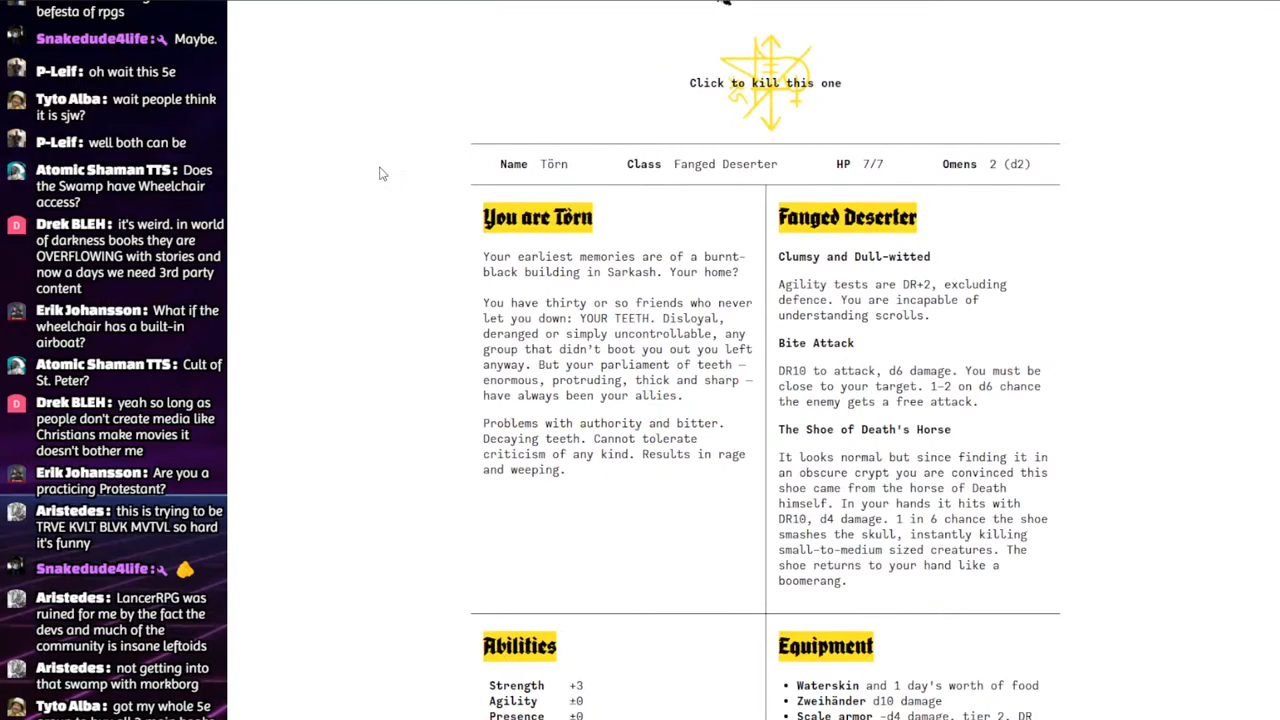 befesta of rpgs
Snakedude4life: Maybe.
P-Leif: oh wait this 5e
Tyto Alba: wait people think
it is sjw?
P-Leif: well both can be
Atomic Shaman TTS: Does
the Swamp have Wheelchair
access?
Drek BLEH: it's weird. in world
of darkness books they are
OVERFLOWING with stories and
now a days we need 3rd party
content
Erik Johansson: What if the
wheelchair has a built-in
airboat?
Atomic Shaman TTS: Cult of
St. Peter?
Drek BLEH: yeah so long as
people don't create media like
Christians make movies it
doesn't bother me
Erik Johansson: Are you a
practicing Protestant?
Aristedes: this is trying to be
TRVE KVLT BLVK MVTVL so hard
it's funny
Snakedude4life:
Aristedes: LancerRPG was
ruined for me by the fact the
devs and much of the
community is insane leftoids
Aristedes: not getting into
that swamp with morkborg
Tyto Alba: got my whole 5e
Click to kill this one
Name Törn Class Fanged Deserter HP 7/7 Omens 2 (d2)
You are Törn
Your earliest memories are of a burnt-
black building in Sarkash. Your home?
You have thirty or so friends who never
let you down: YOUR TEETH. Disloyal,
deranged or simply uncontrollable, any
group that didn't boot you out you left
anyway. But your parliament of teeth —
enormous, protruding, thick and sharp —
have always been your allies.
Problems with authority and bitter.
Decaying teeth. Cannot tolerate
criticism of any kind. Results in rage
and weeping.
Fanged Deserter
Clumsy and Dull-witted
Agility tests are DR+2, excluding
defence. You are incapable of
understanding scrolls.
Bite Attack
DR10 to attack, d6 damage. You must be
close to your target. 1-2 on d6 chance
the enemy gets a free attack.
The Shoe of Death's Horse
It looks normal but since finding it in
an obscure crypt you are convinced this
shoe came from the horse of Death
himself. In your hands it hits with
DR10, d4 damage. 1 in 6 chance the shoe
smashes the skull, instantly killing
small-to-medium sized creatures. The
shoe returns to your hand like a
boomerang.
Abilities
Strength +3
Agility ±0
Presence ±0
Equipment
• Waterskin and 1 day's worth of food
• Zweihänder d10 damage
• Scale armor -d4 damage, tier 2, DR